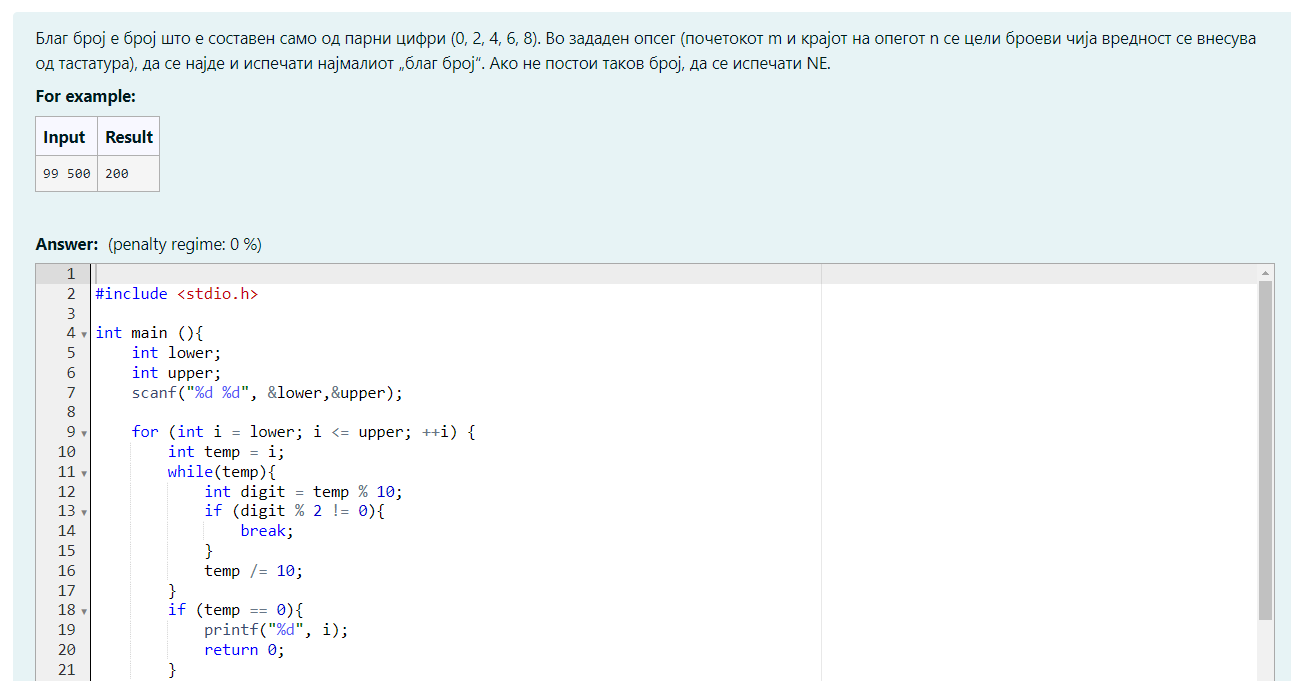 Благ број е број што е составен само од парни цифри (0, 2, 4, 6, 8). Во зададен опсег (почетокот m и крајот на опегот n се цели броеви чија вредност се внесува
од тастатура), да се најде и испечати најмалиот „благ број“. Ако не постои таков број, да се испечати NE.
For example:
Input Result
99 500 200
Answer: (penalty regime: 0 %)
1
2 #include <stdio.h>
3
4 int main (){
5 int lower;
6 int upper;
7 scanf("%d %d", &lower,&upper);
8
9 for (int i = lower; i <= upper; ++i) {
10 int temp = i;
11 while(temp){
12 int digit = temp % 10;
13 if (digit % 2 != 0){
14 break;
15 }
16 temp /= 10;
17 }
18 if (temp == 0){
19 printf("%d", i);
20 return 0;
21 }